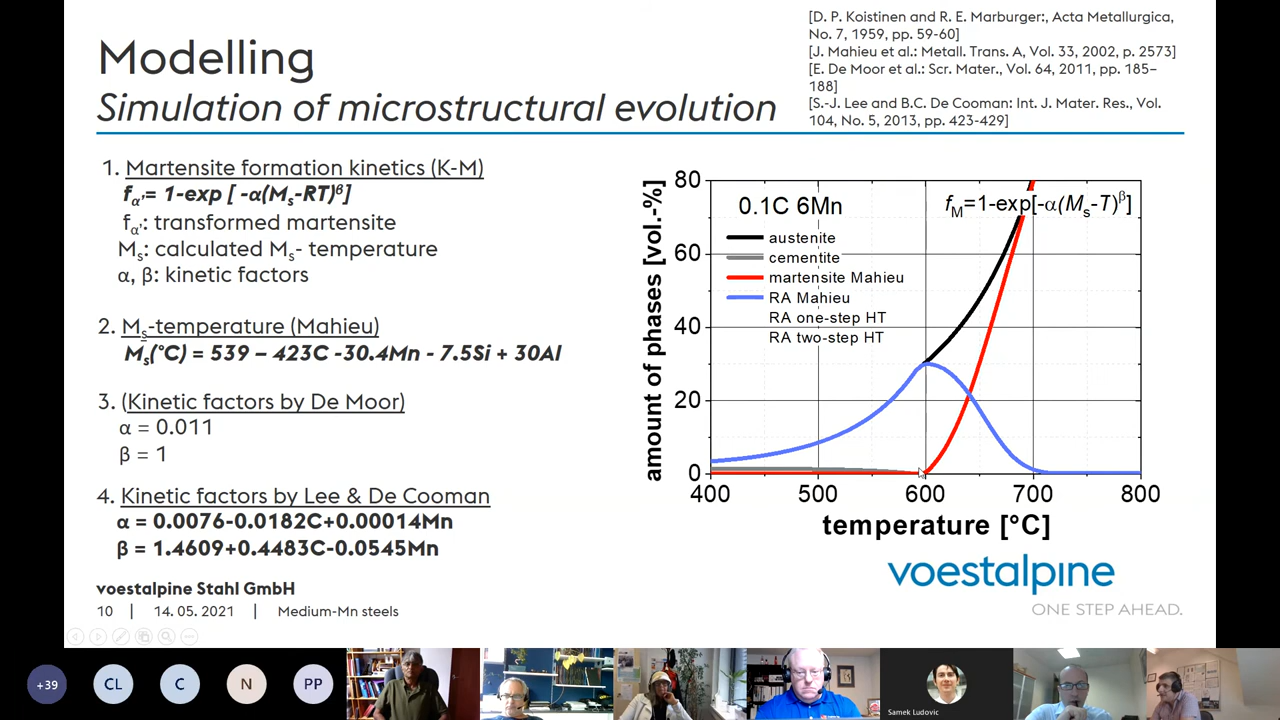 Modelling
Simulation of microstructural evolution
[D. P. Koistinen and R. E. Marburger:, Acta Metallurgica,
No. 7, 1959, pp. 59-60]
[J. Mahieu et al.: Metall. Trans. A, Vol. 33, 2002, p. 2573]
[E. De Moor et al.: Scr. Mater., Vol. 64, 2011, pp. 185–
188]
[S.-J. Lee and B.C. De Cooman: Int. J. Mater. Res., Vol.
104, No. 5, 2013, pp. 423-429]
1. Martensite formation kinetics (K-M)
fα'= 1-exp [ -α(Ms-RT)β]
fα': transformed martensite
Ms: calculated Ms- temperature
α, β: kinetic factors
2. Ms-temperature (Mahieu)
Ms(°C) = 539 – 423C -30.4Mn - 7.5Si + 30Al
3. (Kinetic factors by De Moor)
α = 0.011
β = 1
4. Kinetic factors by Lee & De Cooman
α = 0.0076-0.0182C+0.00014Mn
β = 1.4609+0.4483C-0.0545Mn
amount of phases [vol.-%]
80
60
40
20
0
0.1C 6Mn
fM=1-exp[-α(Ms-T)β]
austenite
cementite
martensite Mahieu
RA Mahieu
RA one-step HT
RA two-step HT
400 500 600 700 800
temperature [°C]
voestalpine
ONE STEP AHEAD.
voestalpine Stahl GmbH
10 | 14. 05. 2021 | Medium-Mn steels
+39 CL C N PP
Samek Ludovic